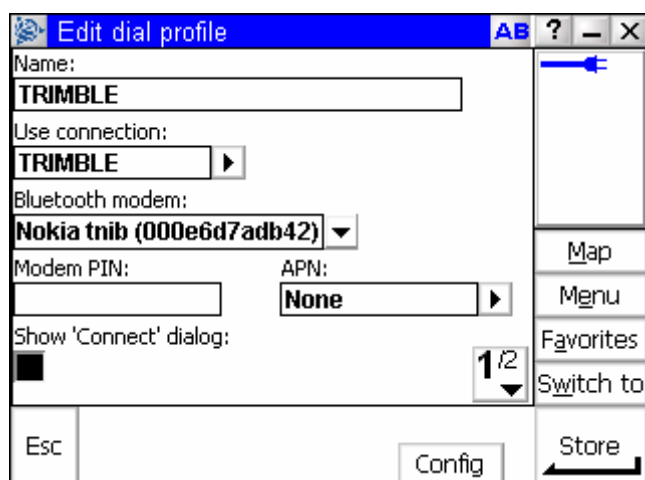 Edit dial profile AB ? – X
Name:
TRIMBLE
Use connection:
TRIMBLE
Bluetooth modem:
Nokia tnib (000e6d7adb42)
Modem PIN: APN:
None
Show 'Connect' dialog:
1/2
Map
Menu
Favorites
Switch to
Esc
Config
Store